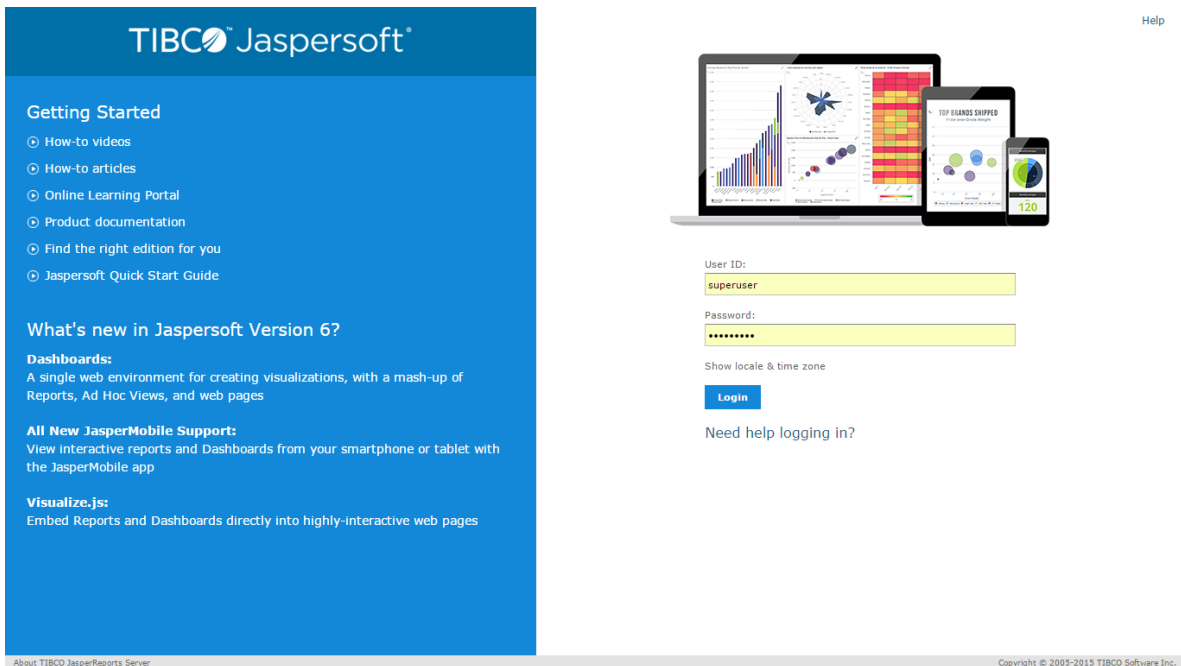 TIBCO™ Jaspersoft®
Help
Getting Started
How-to videos
How-to articles
Online Learning Portal
Product documentation
Find the right edition for you
Jaspersoft Quick Start Guide
What's new in Jaspersoft Version 6?
Dashboards:
A single web environment for creating visualizations, with a mash-up of
Reports, Ad Hoc Views, and web pages
All New JasperMobile Support:
View interactive reports and Dashboards from your smartphone or tablet with
the JasperMobile app
Visualize.js:
Embed Reports and Dashboards directly into highly-interactive web pages
TOP BRANDS SHIPPED
120
User ID:
superuser
Password:
•••••••••
Show locale & time zone
Login
Need help logging in?
About TIBCO JasperReports Server
Copyright © 2005-2015 TIBCO Software Inc.